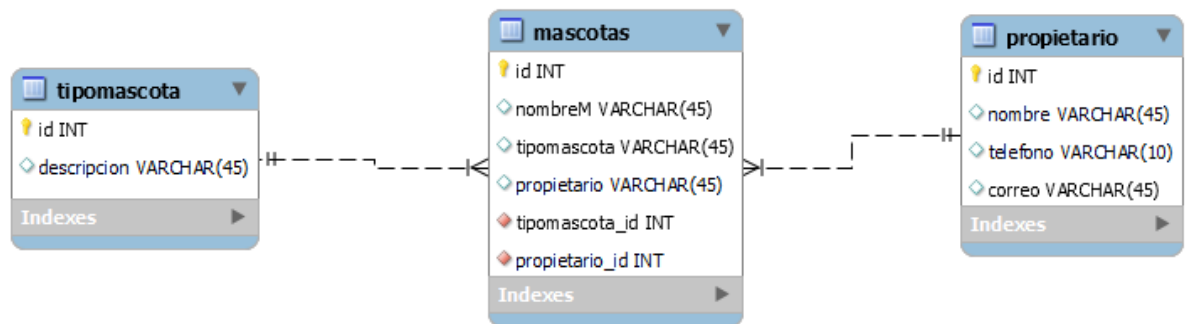 tipomascota
id INT
descripcion VARCHAR(45)
Indexes
mascotas
id INT
nombreM VARCHAR(45)
tipomascota VARCHAR(45)
propietario VARCHAR(45)
tipomascota_id INT
propietario_id INT
Indexes
propietario
id INT
nombre VARCHAR(45)
telefono VARCHAR(10)
correo VARCHAR(45)
Indexes